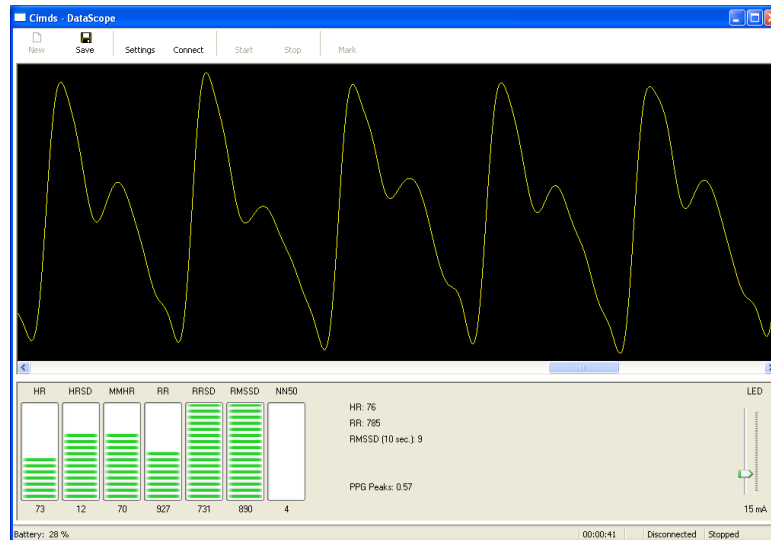 Cimds - DataScope
New Save Settings Connect Start Stop Mark
HR HRSD MMHR RR RRSD RMSSD NN50 LED
HR: 76
RR: 785
RMSSD (10 sec.): 9
PPG Peaks: 0.57
73 12 70 927 731 890 4 15 mA
Battery: 28 % 00:00:41 Disconnected Stopped